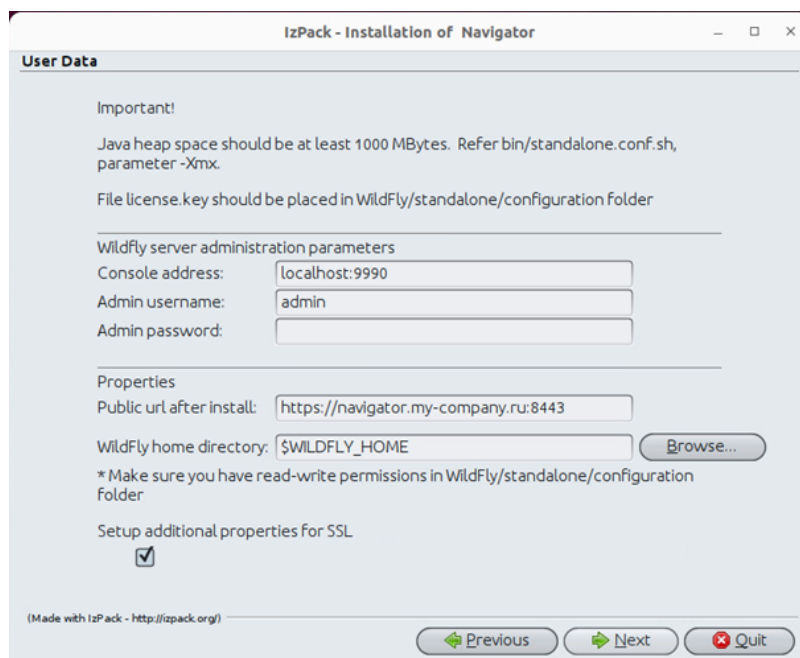 IzPack - Installation of Navigator
User Data
Important!
Java heap space should be at least 1000 MBytes. Refer bin/standalone.conf.sh,
parameter -Xmx.
File license.key should be placed in WildFly/standalone/configuration folder
Wildfly server administration parameters
Console address: localhost:9990
Admin username: admin
Admin password:
Properties
Public url after install: https://navigator.my-company.ru:8443
WildFly home directory: $WILDFLY_HOME Browse...
* Make sure you have read-write permissions in WildFly/standalone/configuration
folder
Setup additional properties for SSL
(Made with IzPack - http://izpack.org/)
Previous Next Quit